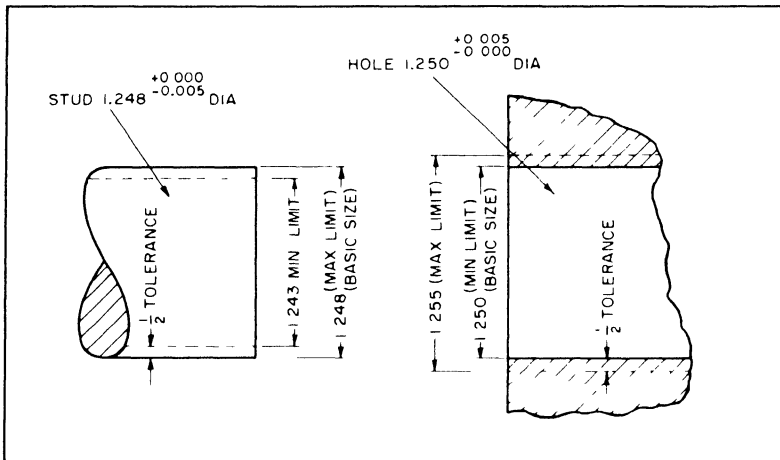 STUD 1.248 +0 000 -0.005 DIA
HOLE 1.250 +0 005 -0 000 DIA
1/2 TOLERANCE
1 243 MIN LIMIT
1 248 (MAX LIMIT)
(BASIC SIZE)
1 255 (MAX LIMIT)
1 250 (MIN LIMIT)
(BASIC SIZE)
1/2 TOLERANCE